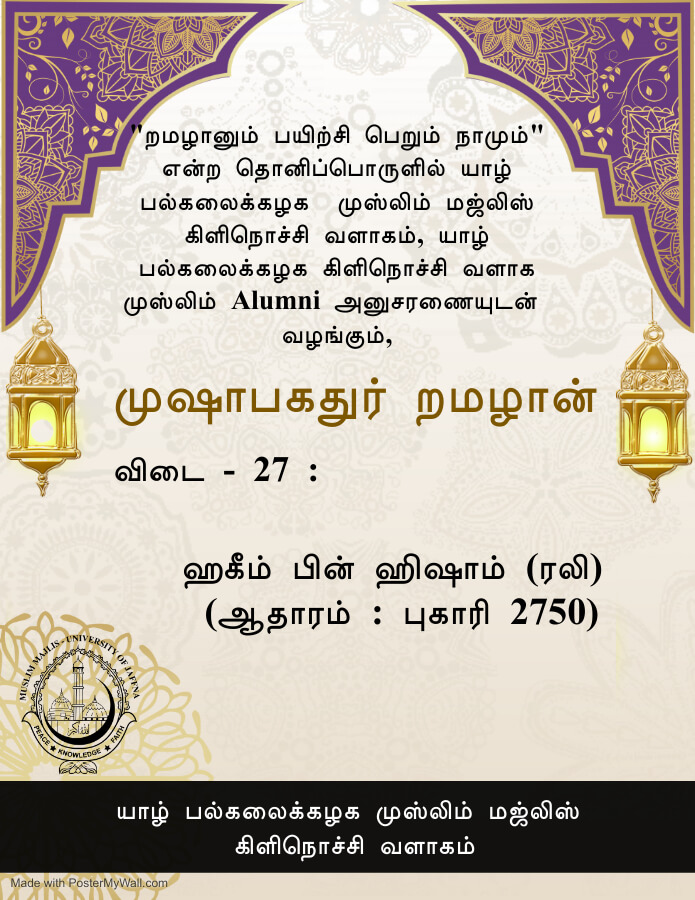 "றமழானும் பயிற்சி பெறும் நாமும்"
என்ற தொனிப்பொருளில் யாழ்
பல்கலைக்கழக முஸ்லிம் மஜ்லிஸ்
கிளிநொச்சி வளாகம், யாழ்
பல்கலைக்கழக கிளிநொச்சி வளாக
முஸ்லிம் Alumni அனுசரணையுடன்
வழங்கும்,
முஷாபகதுர் றமழான்
விடை - 27 :
ஹகீம் பின் ஹிஷாம் (ரலி)
(ஆதாரம் : புகாரி 2750)
MUSLIM MAJLIS - UNIVERSITY OF JAFFNA
PEACE ★ KNOWLEDGE ★ FAITH
யாழ் பல்கலைக்கழக முஸ்லிம் மஜ்லிஸ்
கிளிநொச்சி வளாகம்
Made with PosterMyWall.com